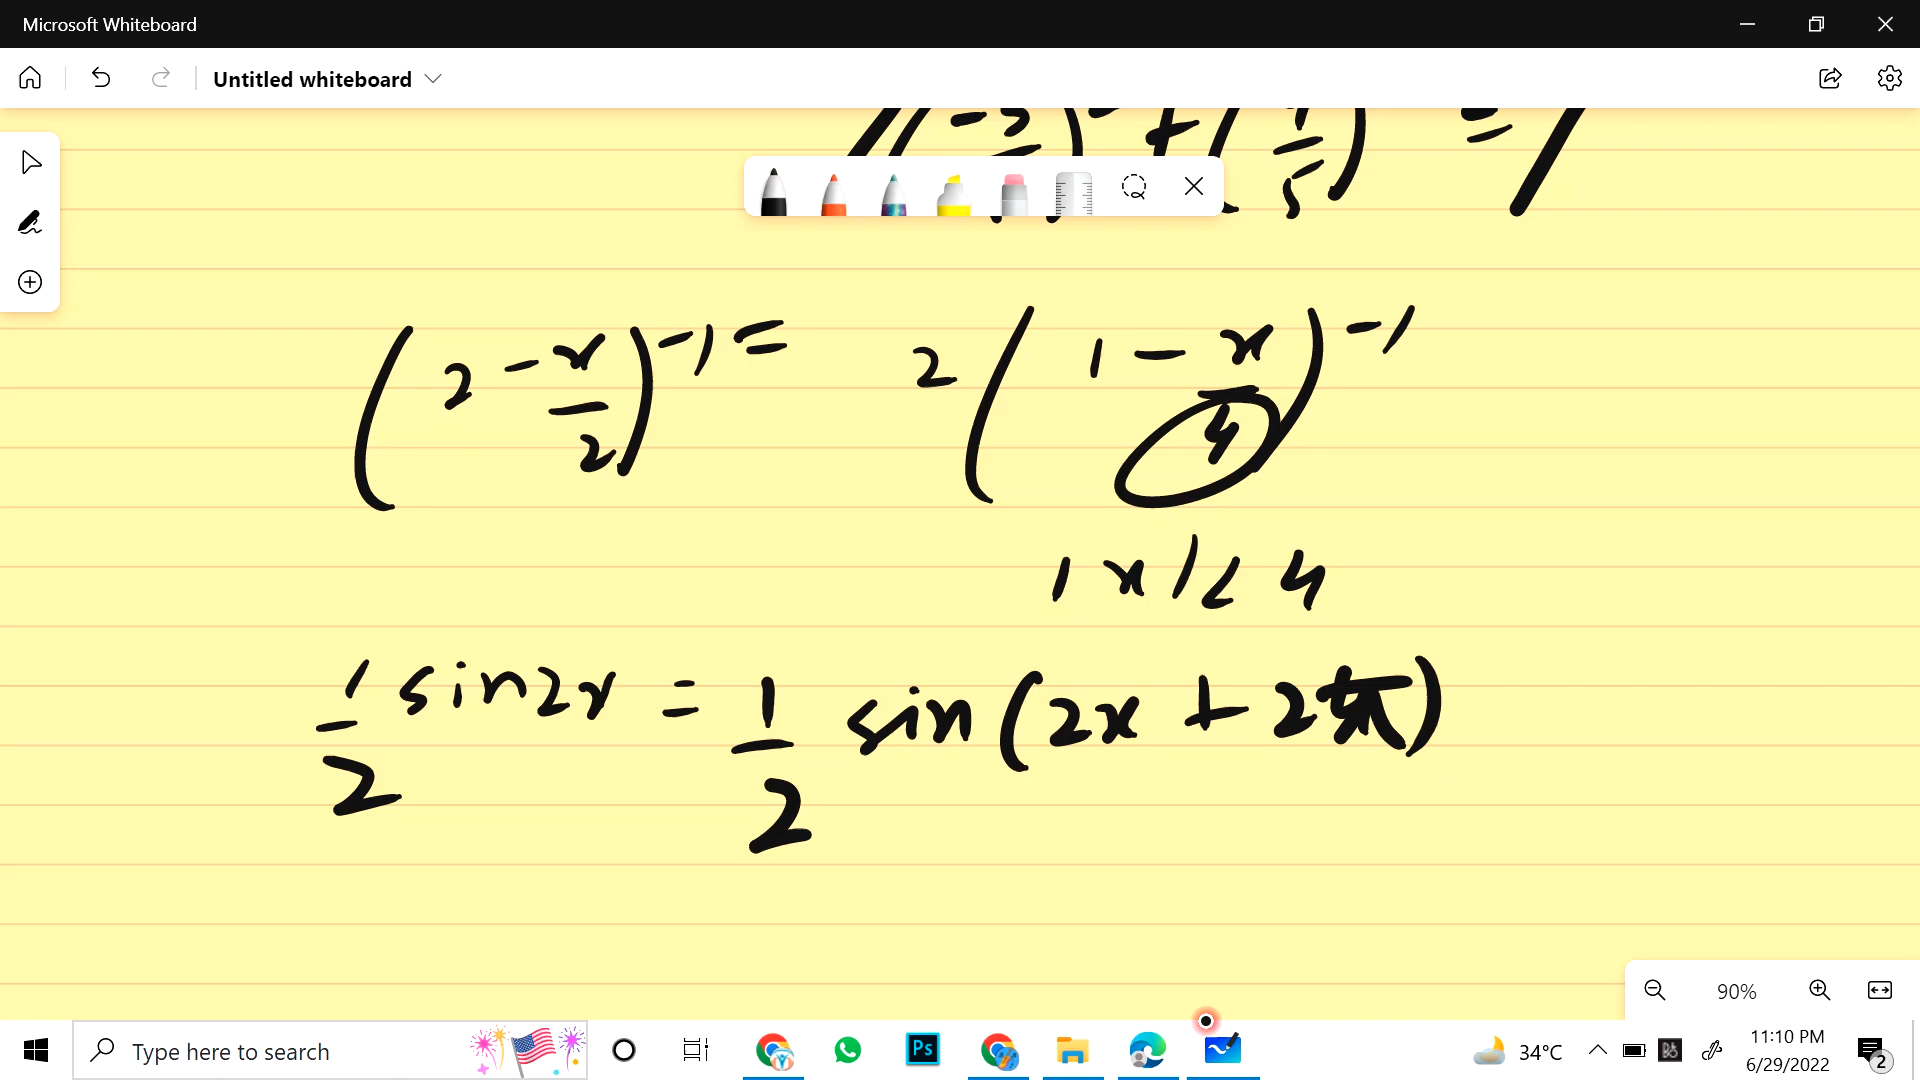 Microsoft Whiteboard
Untitled whiteboard
(2 - x/2)^-1 = 2(1 - x/4)^-1
|x| < 4
1/2 sin2x = 1/2 sin(2x + 2π)
90%
Type here to search
Ps
34°C
11:10 PM
6/29/2022
2